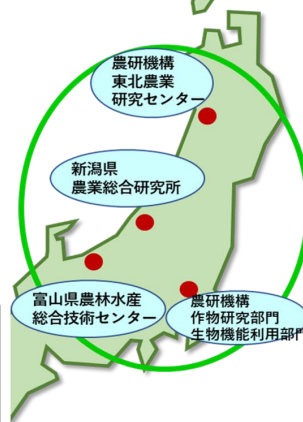 農研機構
東北農業
研究センター
新潟県
農業総合研究所
富山県農林水産
総合技術センター
農研機構
作物研究部門
生物機能利用部門